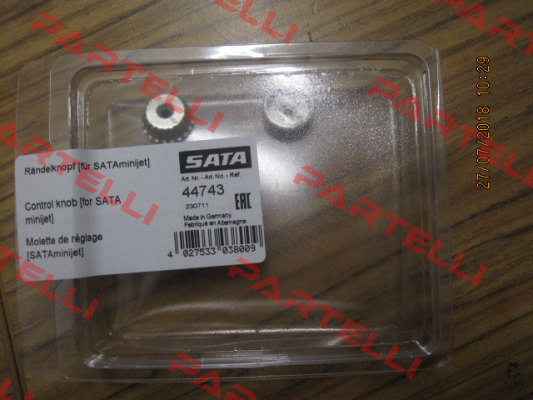 PARTELLI
PARTELLI
PARTELLI
27/07/2018 10:29
Rändelknopf [für SATAminijet]
Control knob [for SATA
minijet]
Molette de réglage
[SATAminijet]
SATA
Art. Nr. - Art. No. - Réf.
44743
230711
EAC
Made in Germany
Fabriqué en Allemagne
4 027533 038009
PARTELLI
PARTELLI
PARTELLI